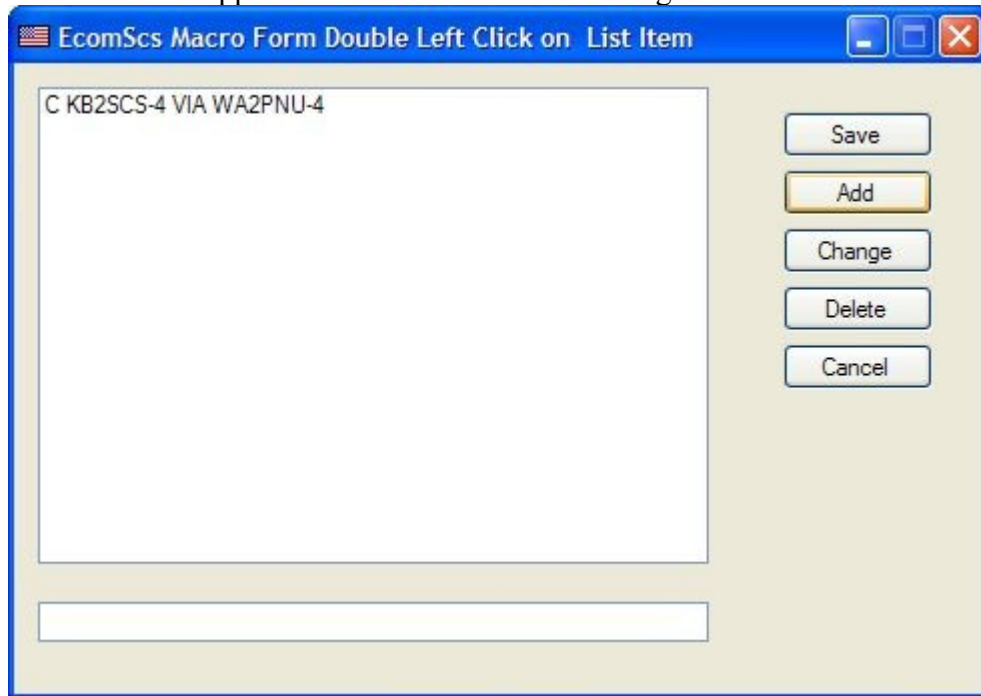 EcomScs Macro Form Double Left Click on List Item
C KB2SCS-4 VIA WA2PNU-4
Save
Add
Change
Delete
Cancel